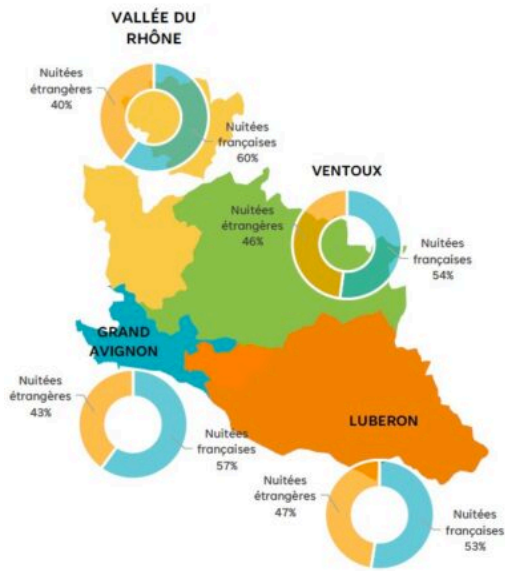 VALLÉE DU
RHÔNE
Nuitées
étrangères
40%
Nuitées
françaises
60%
VENTOUX
Nuitées
étrangères
46%
Nuitées
françaises
54%
GRAND
AVIGNON
Nuitées
étrangères
43%
Nuitées
françaises
57%
LUBERON
Nuitées
étrangères
47%
Nuitées
françaises
53%